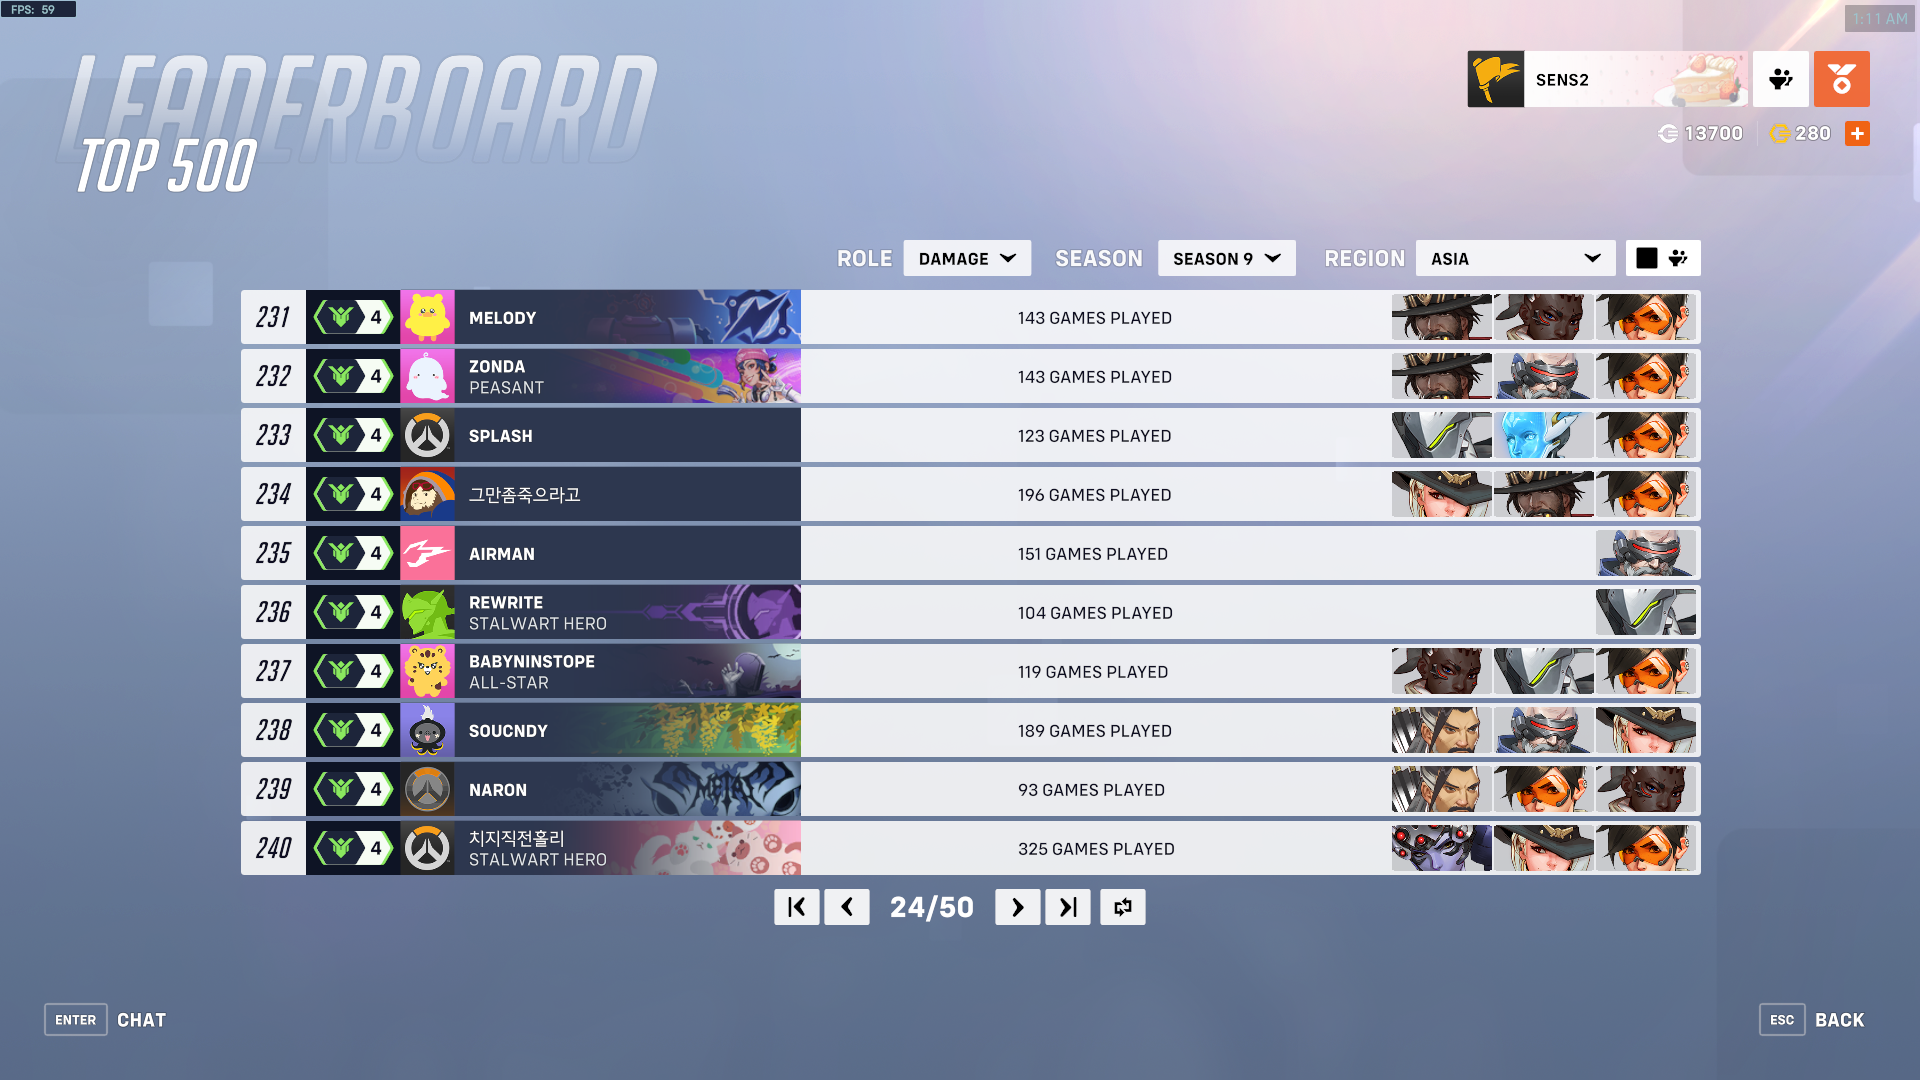 FPS: 59
1:11 AM
LEADERBOARD
TOP 500
SENS2
13700
280
ROLE DAMAGE SEASON SEASON 9 REGION ASIA
231 4 MELODY 143 GAMES PLAYED
232 4 ZONDA 143 GAMES PLAYED
PEASANT
233 4 SPLASH 123 GAMES PLAYED
234 4 그만좀죽으라고 196 GAMES PLAYED
235 4 AIRMAN 151 GAMES PLAYED
236 4 REWRITE 104 GAMES PLAYED
STALWART HERO
237 4 BABYNINSTOPE 119 GAMES PLAYED
ALL-STAR
238 4 SOUCNDY 189 GAMES PLAYED
239 4 NARON METAL 93 GAMES PLAYED
240 4 치지직전홀리 325 GAMES PLAYED
STALWART HERO
24/50
ENTER CHAT
ESC BACK